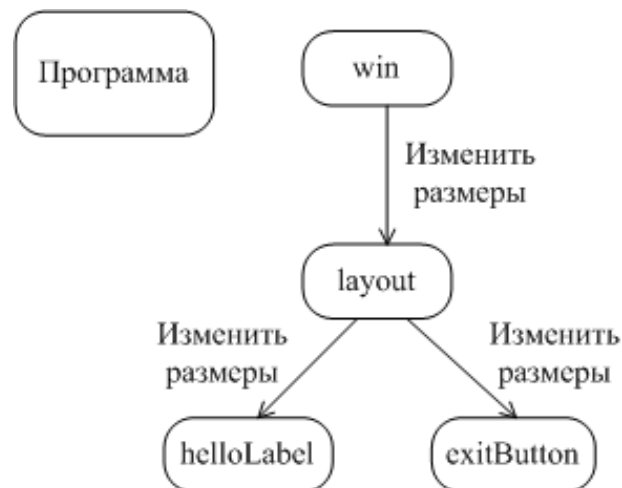 Программа
win
Изменить
размеры
layout
Изменить
размеры
Изменить
размеры
helloLabel
exitButton